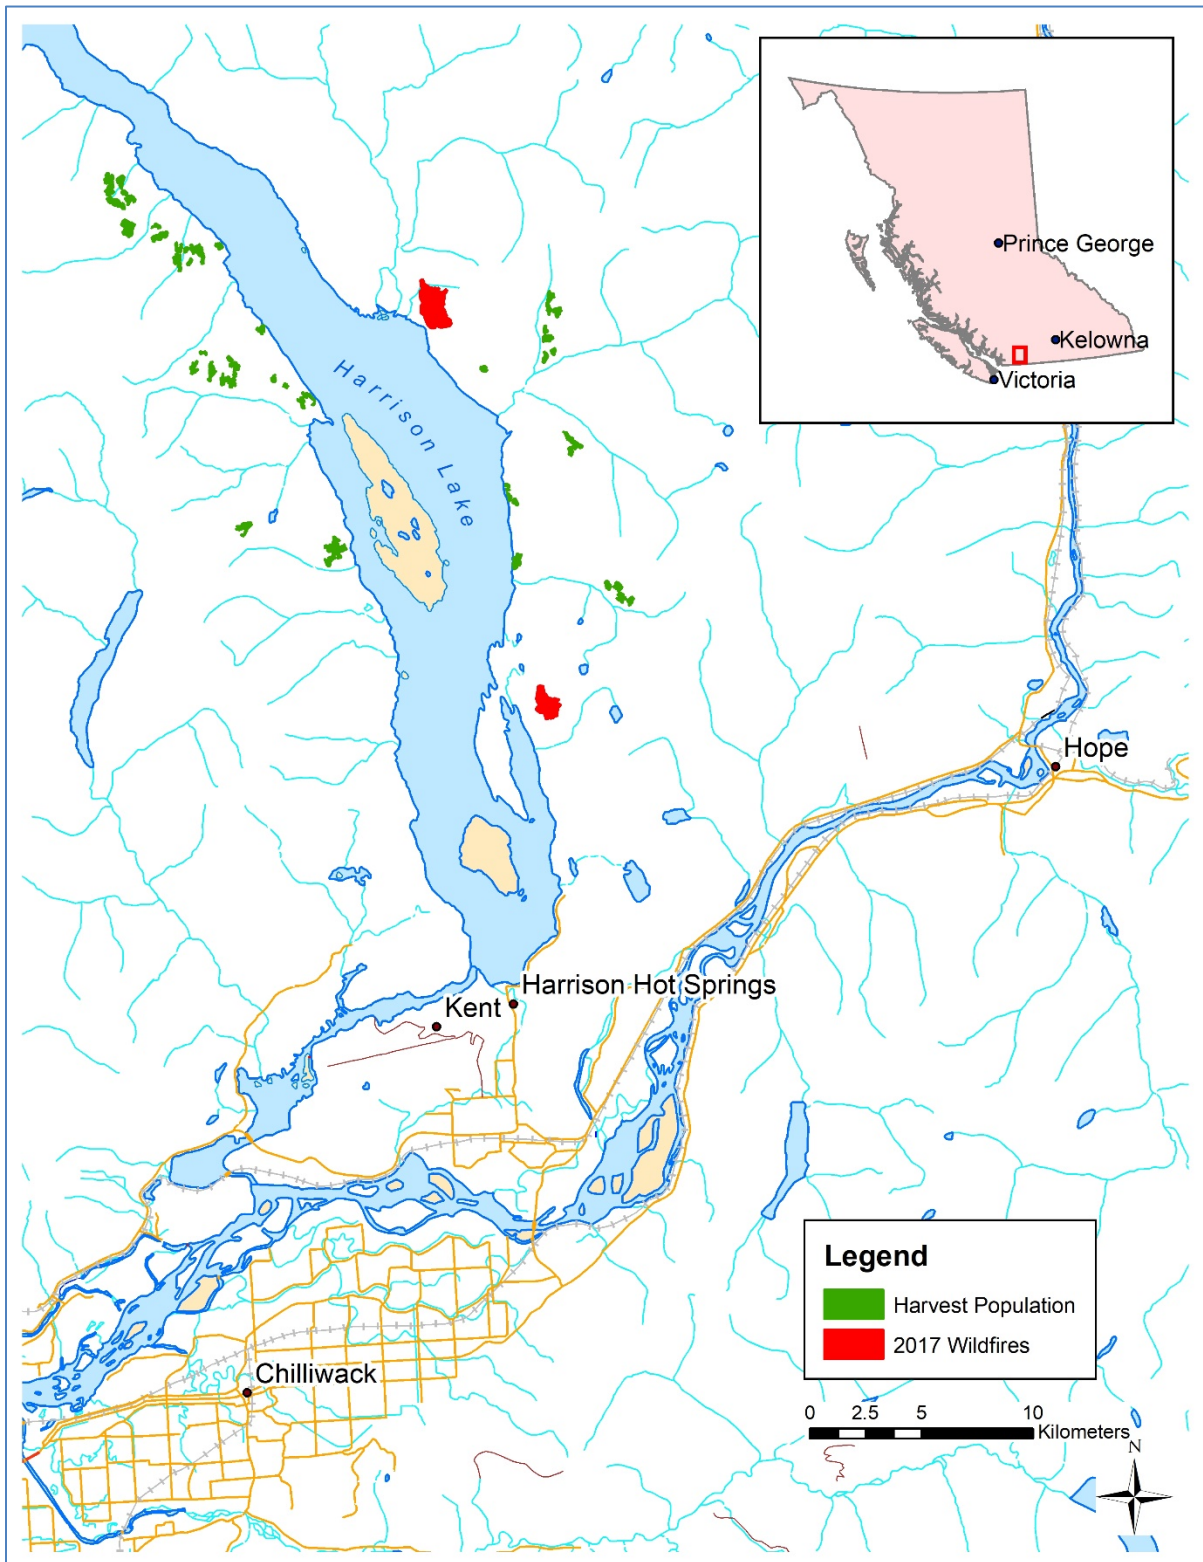 Prince George
Kelowna
Victoria
Harrison Lake
Hope
Harrison Hot Springs
Kent
Legend
Harvest Population
2017 Wildfires
Chilliwack
0 2.5 5 10
Kilometers
N